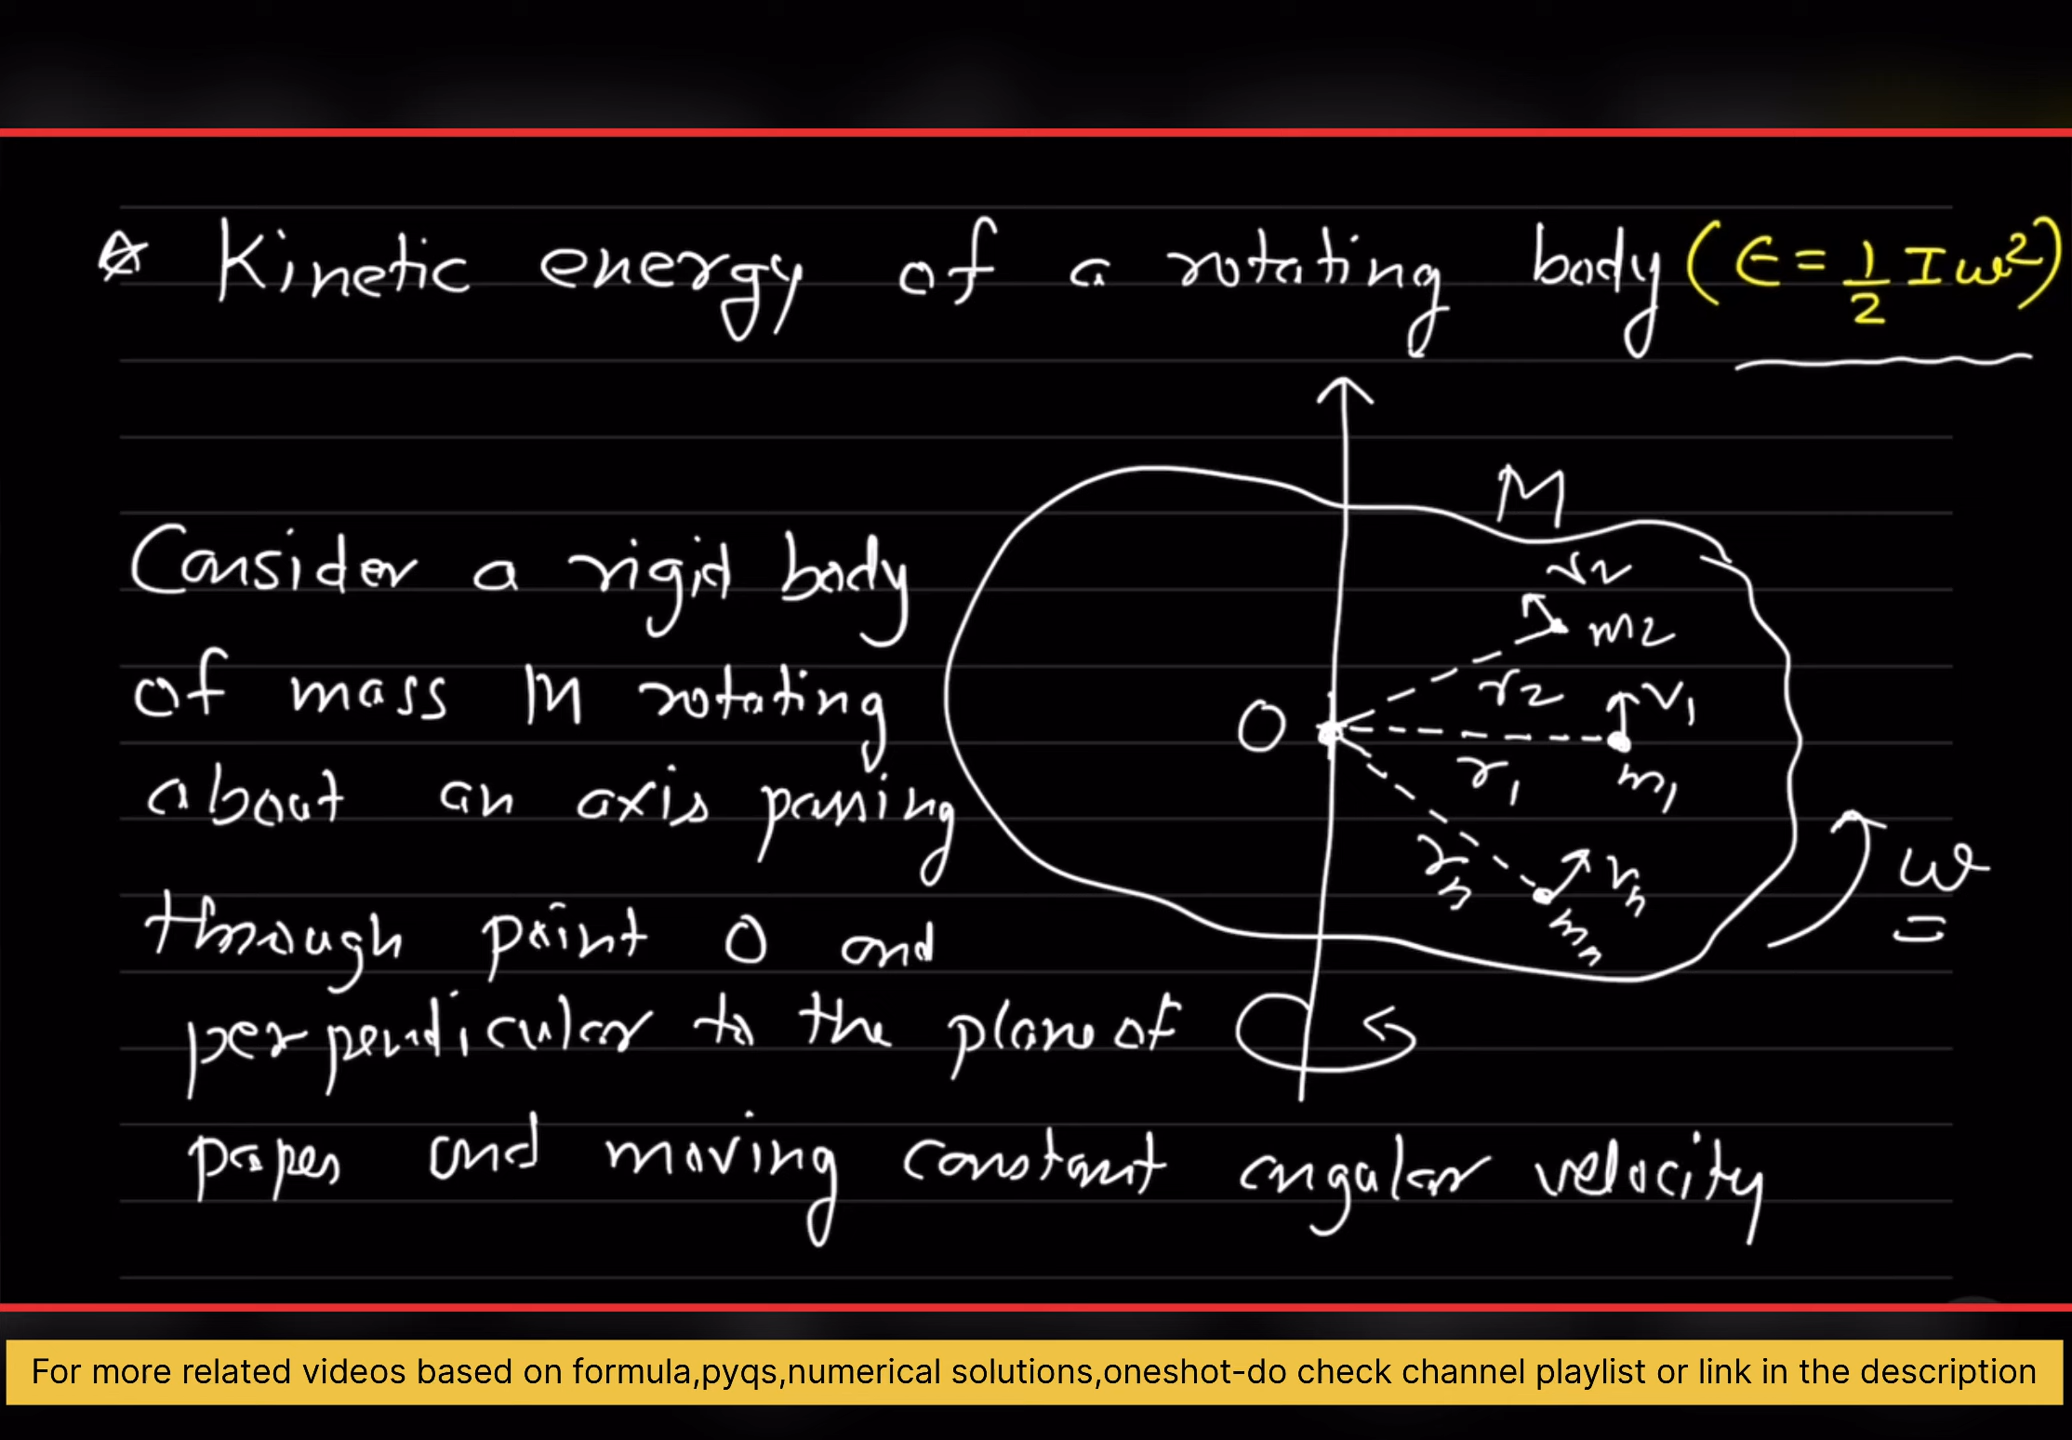 ☆ Kinetic energy of a rotating body (E = 1/2 Iω²)
M
Consider a rigid body
v2
m2
of mass M rotating
r2
v1
O
r1
m1
about an axis passing
rn
vn
ω
mn
through point O and
perpendicular to the plane of
paper and moving constant angular velocity
For more related videos based on formula,pyqs,numerical solutions,oneshot-do check channel playlist or link in the description